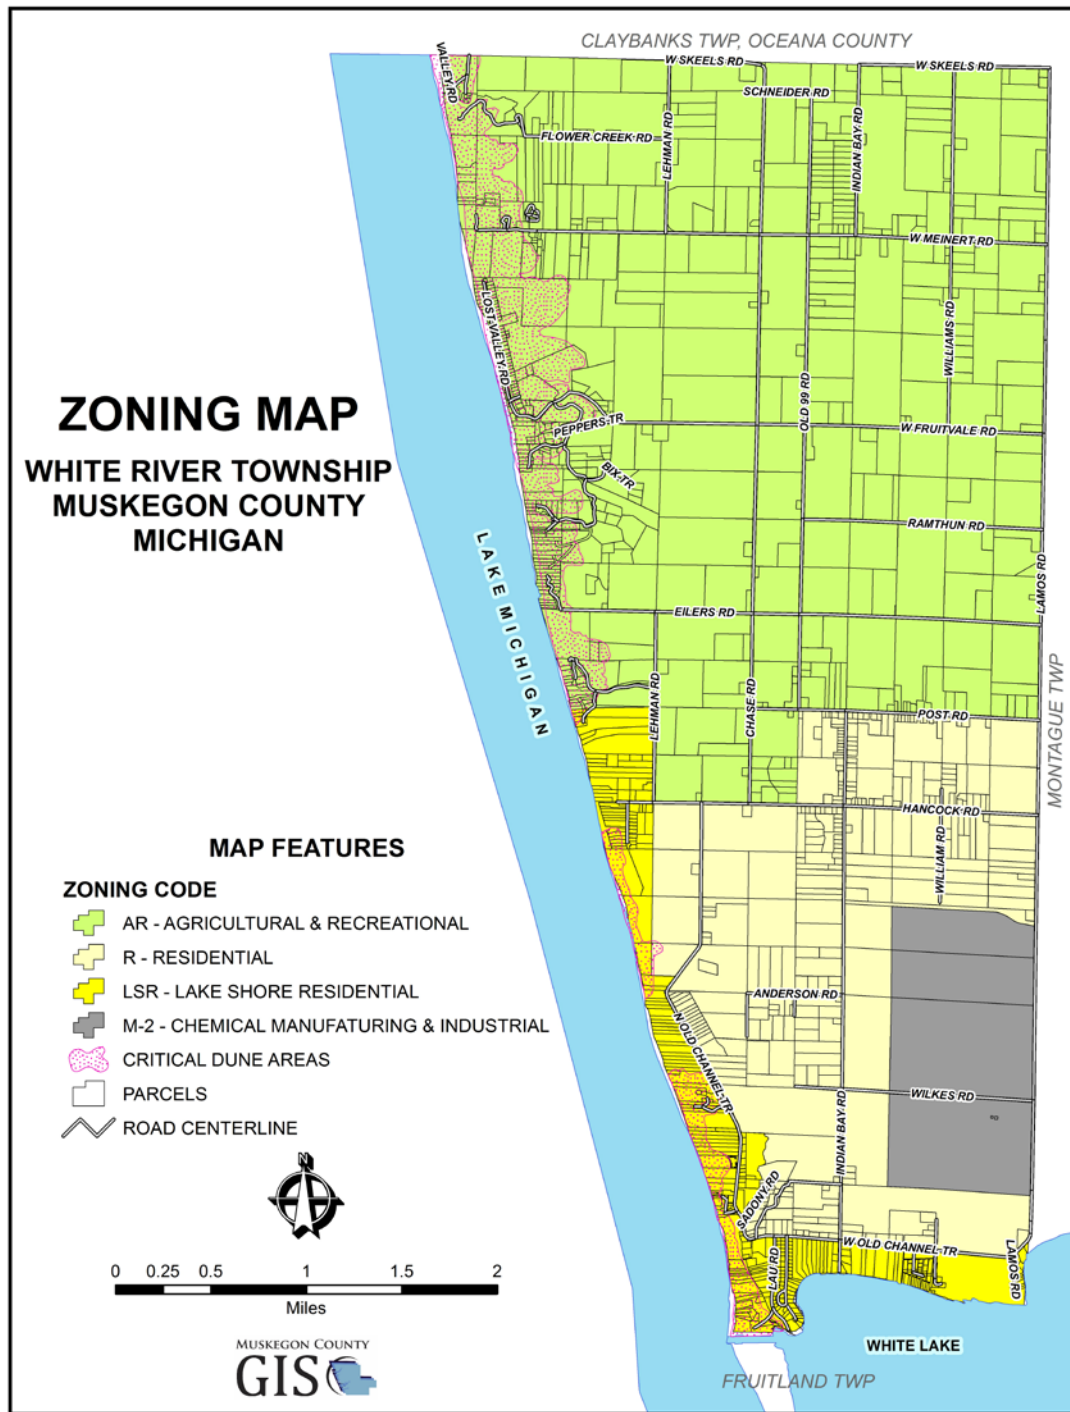 CLAYBANKS TWP, OCEANA COUNTY
VALLEY RD
W SKEELS RD
W SKEELS RD
SCHNEIDER RD
FLOWER CREEK RD
LEHMAN RD
INDIAN BAY RD
W MEINERT RD
LOST VALLEY RD
WILLIAMS RD
OLD 99 RD
PEPPERS TR
W FRUITVALE RD
BIX TR
RAMTHUN RD
LAMOS RD
EILERS RD
ZONING MAP
WHITE RIVER TOWNSHIP
MUSKEGON COUNTY
MICHIGAN
LAKE MICHIGAN
LEHMAN RD
CHASE RD
POST RD
MONTAGUE TWP
HANCOCK RD
WILLIAM RD
ANDERSON RD
N OLD CHANNEL TR
WILKES RD
INDIAN BAY RD
SADONY RD
W OLD CHANNEL TR
LAU RD
LAMOS RD
WHITE LAKE
FRUITLAND TWP
MAP FEATURES
ZONING CODE
AR - AGRICULTURAL & RECREATIONAL
R - RESIDENTIAL
LSR - LAKE SHORE RESIDENTIAL
M-2 - CHEMICAL MANUFATURING & INDUSTRIAL
CRITICAL DUNE AREAS
PARCELS
ROAD CENTERLINE
N
0 0.25 0.5 1 1.5 2
Miles
MUSKEGON COUNTY
GIS